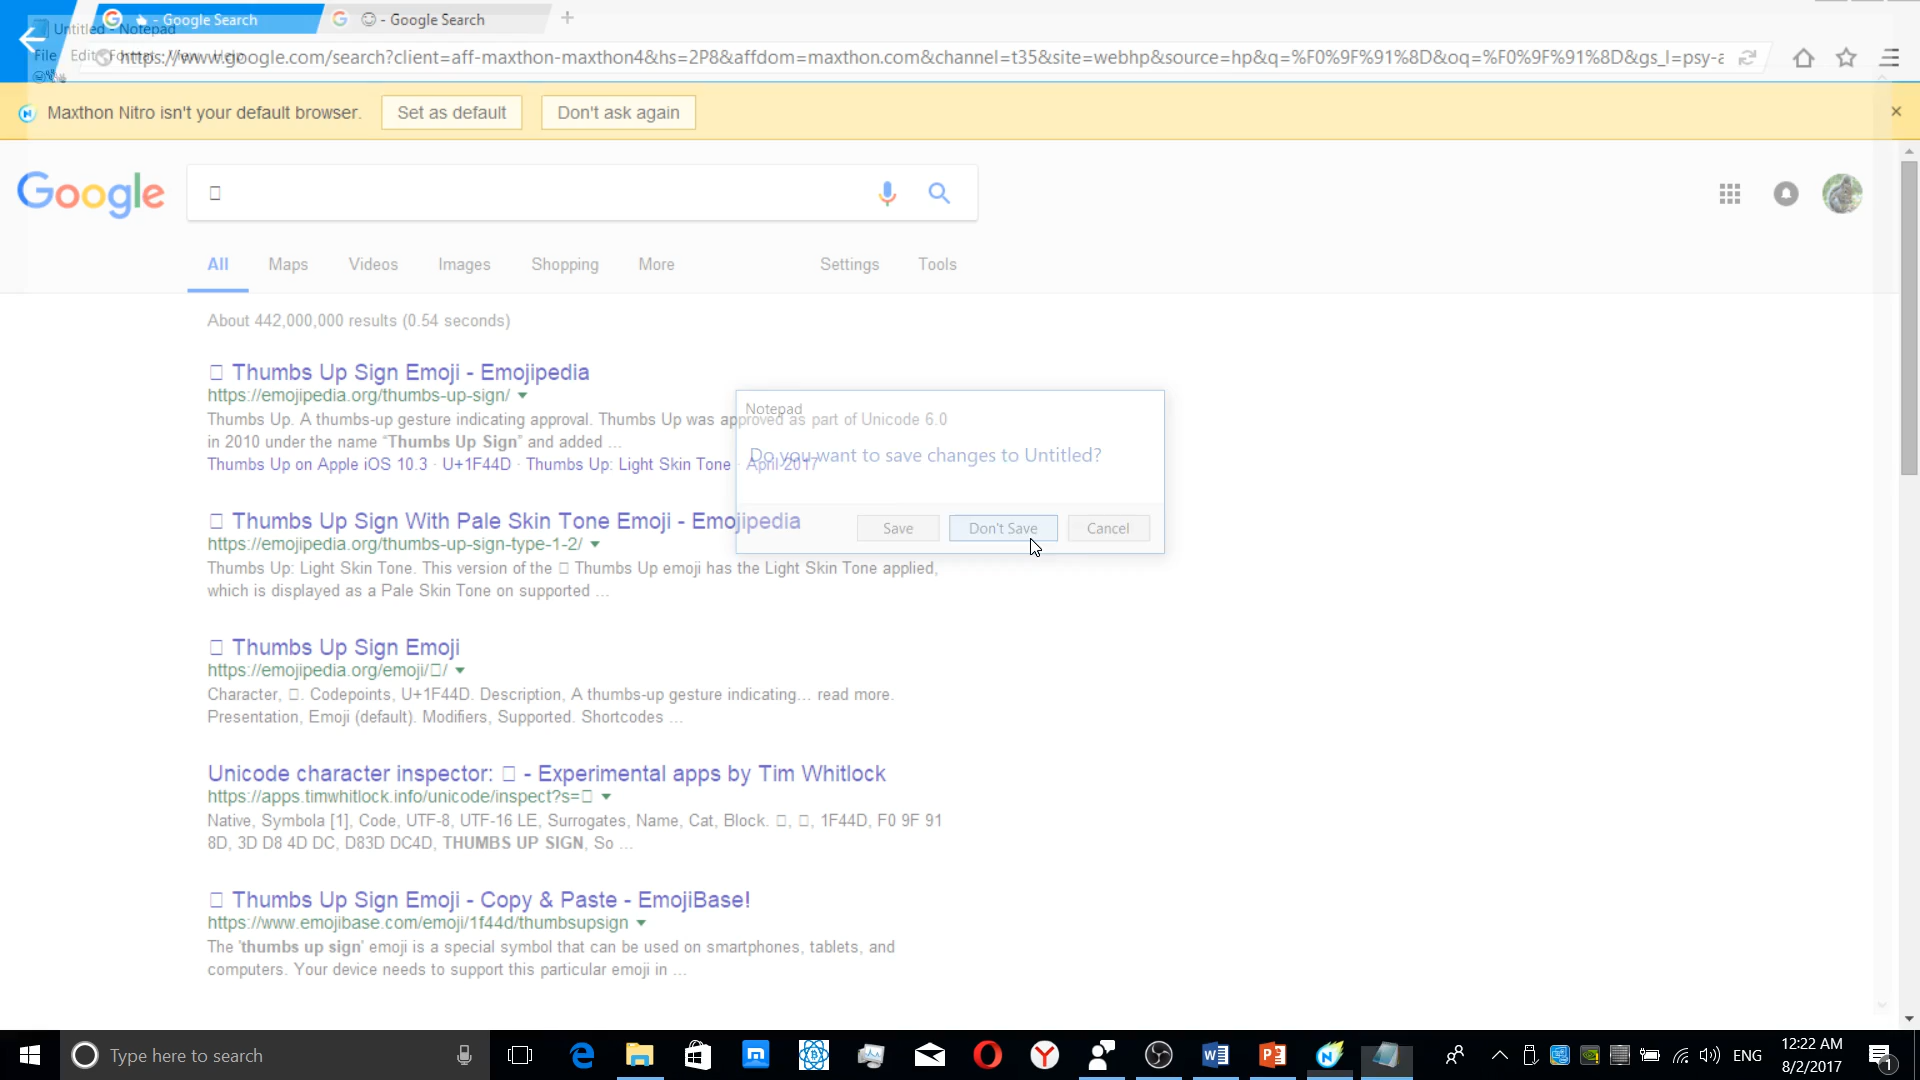 👆 - Google Search
☺ - Google Search
Untitled - Notepad
File Edit Format View Help
https://www.google.com/search?client=aff-maxthon-maxthon4&hs=2P8&affdom=maxthon.com&channel=t35&site=webhp&source=hp&q=%F0%9F%91%8D&oq=%F0%9F%91%8D&gs_l=psy-a
Maxthon Nitro isn't your default browser.
Set as default
Don't ask again
Google
□
All Maps Videos Images Shopping More Settings Tools
About 442,000,000 results (0.54 seconds)
□ Thumbs Up Sign Emoji - Emojipedia
https://emojipedia.org/thumbs-up-sign/
Thumbs Up. A thumbs-up gesture indicating approval. Thumbs Up was approved as part of Unicode 6.0
in 2010 under the name “Thumbs Up Sign” and added ...
Thumbs Up on Apple iOS 10.3 · U+1F44D · Thumbs Up: Light Skin Tone · April 2017
Notepad
Do you want to save changes to Untitled?
Save
Don't Save
Cancel
□ Thumbs Up Sign With Pale Skin Tone Emoji - Emojipedia
https://emojipedia.org/thumbs-up-sign-type-1-2/
Thumbs Up: Light Skin Tone. This version of the □ Thumbs Up emoji has the Light Skin Tone applied,
which is displayed as a Pale Skin Tone on supported ...
□ Thumbs Up Sign Emoji
https://emojipedia.org/emoji/□/
Character, □. Codepoints, U+1F44D. Description, A thumbs-up gesture indicating... read more.
Presentation, Emoji (default). Modifiers, Supported. Shortcodes ...
Unicode character inspector: □ - Experimental apps by Tim Whitlock
https://apps.timwhitlock.info/unicode/inspect?s=□
Native, Symbola [1], Code, UTF-8, UTF-16 LE, Surrogates, Name, Cat, Block. □, □, 1F44D, F0 9F 91
8D, 3D D8 4D DC, D83D DC4D, THUMBS UP SIGN, So ...
□ Thumbs Up Sign Emoji - Copy & Paste - EmojiBase!
https://www.emojibase.com/emoji/1f44d/thumbsupsign
The 'thumbs up sign' emoji is a special symbol that can be used on smartphones, tablets, and
computers. Your device needs to support this particular emoji in ...
Type here to search
ENG
12:22 AM
8/2/2017
1